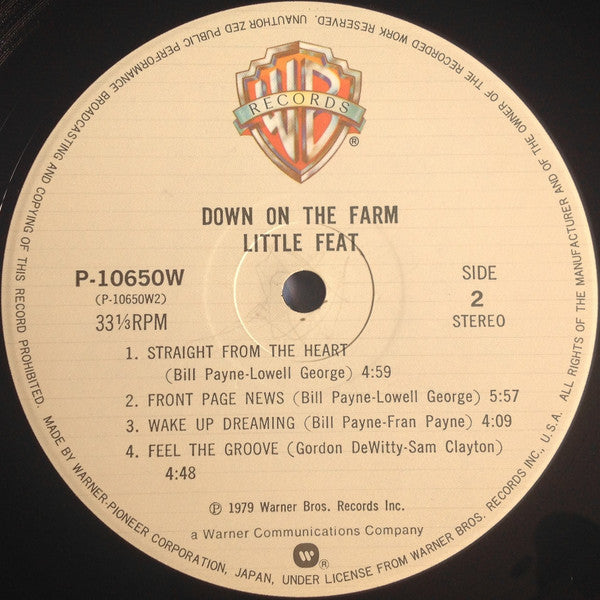 WB
RECORDS
®
DOWN ON THE FARM
LITTLE FEAT
P-10650W
(P-10650W2)
33⅓RPM
SIDE
2
STEREO
1. STRAIGHT FROM THE HEART
(Bill Payne-Lowell George) 4:59
2. FRONT PAGE NEWS (Bill Payne-Lowell George) 5:57
3. WAKE UP DREAMING (Bill Payne-Fran Payne) 4:09
4. FEEL THE GROOVE (Gordon DeWitty-Sam Clayton)
4:48
℗ 1979 Warner Bros. Records Inc.
a Warner Communications Company
W®
MADE BY WARNER-PIONEER CORPORATION, JAPAN, UNDER LICENSE FROM WARNER BROS. RECORDS INC., U.S.A. ALL RIGHTS OF THE MANUFACTURER AND OF THE OWNER OF THE RECORDED WORK RESERVED. UNAUTHORIZED PUBLIC PERFORMANCE BROADCASTING AND COPYING OF THIS RECORD PROHIBITED.